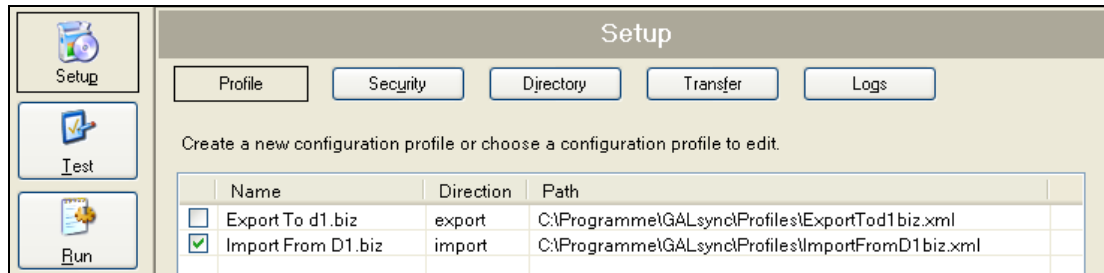 Setup
Setup
Profile Security Directory Transfer Logs
Test
Create a new configuration profile or choose a configuration profile to edit.
Name Direction Path
Export To d1.biz export C:\Programme\GALsync\Profiles\ExportTod1biz.xml
Import From D1.biz import C:\Programme\GALsync\Profiles\ImportFromD1biz.xml
Run